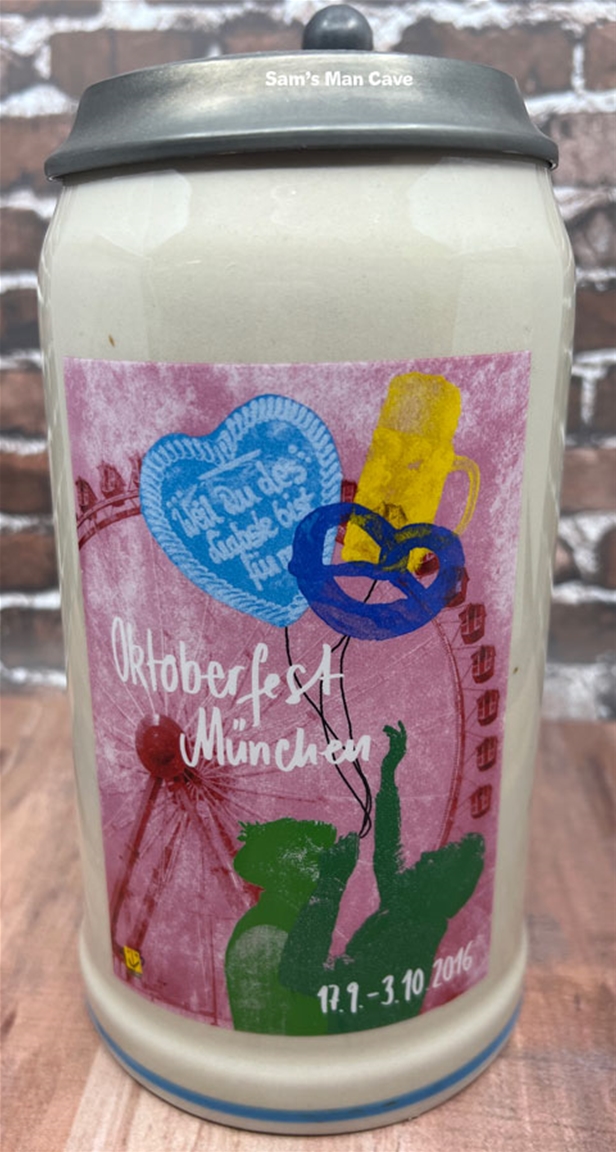 Sam's Man Cave
Weil du des
liabste bist
für
Oktoberfest
München
17.9.-3.10.2016